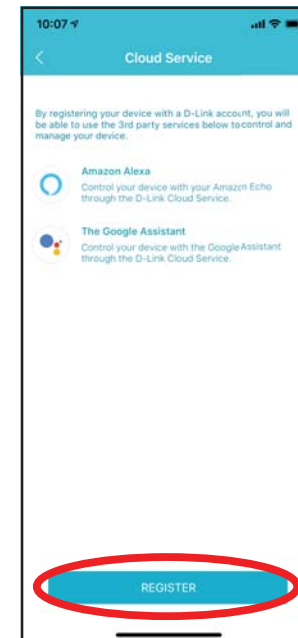 10:07
Cloud Service
By registering your device with a D-Link account, you will
be able to use the 3rd party services below to control and
manage your device.
Amazon Alexa
Control your device with your Amazon Echo
through the D-Link Cloud Service.
The Google Assistant
Control your device with the Google Assistant
through the D-Link Cloud Service.
REGISTER